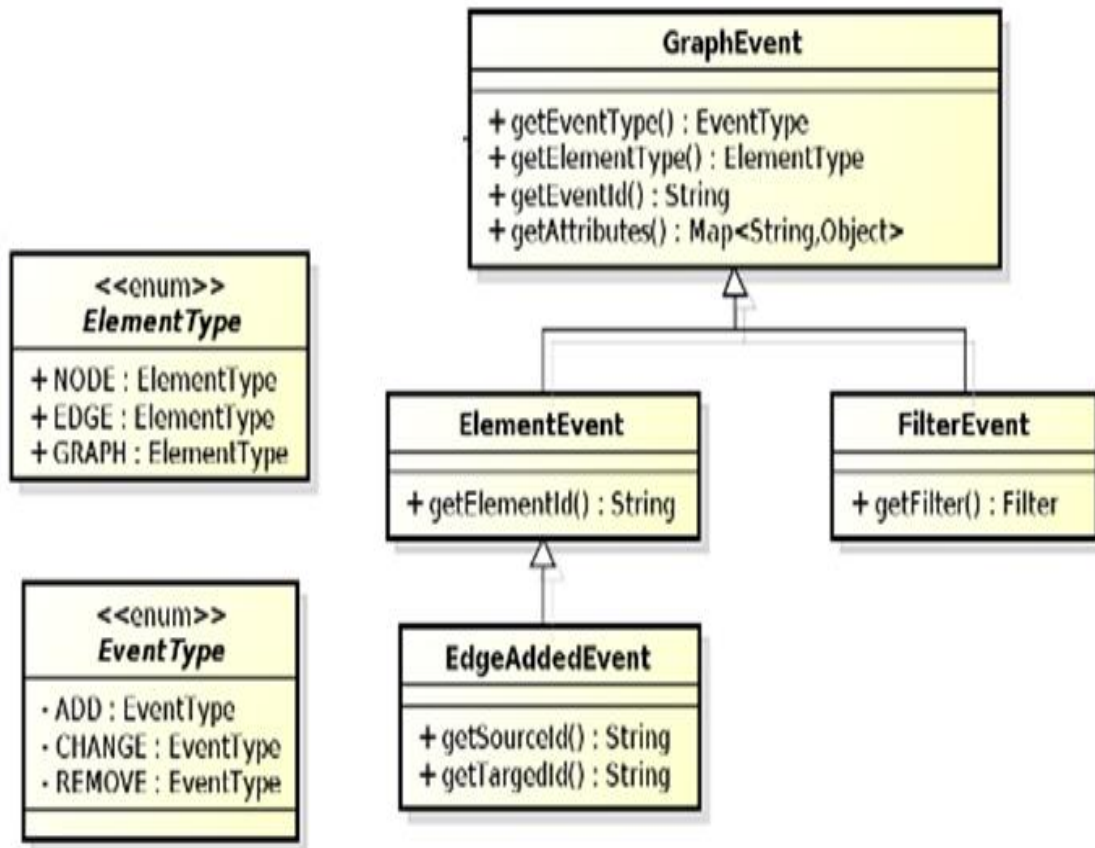 GraphEvent
+ getEventType() : EventType
+ getElementType() : ElementType
+ getEventId() : String
+ getAttributes() : Map<String,Object>
<<enum>>
ElementType
+ NODE : ElementType
+ EDGE : ElementType
+ GRAPH : ElementType
ElementEvent
+ getElementId() : String
FilterEvent
+ getFilter() : Filter
<<enum>>
EventType
- ADD : EventType
- CHANGE : EventType
- REMOVE : EventType
EdgeAddedEvent
+ getSourceId() : String
+ getTargedId() : String